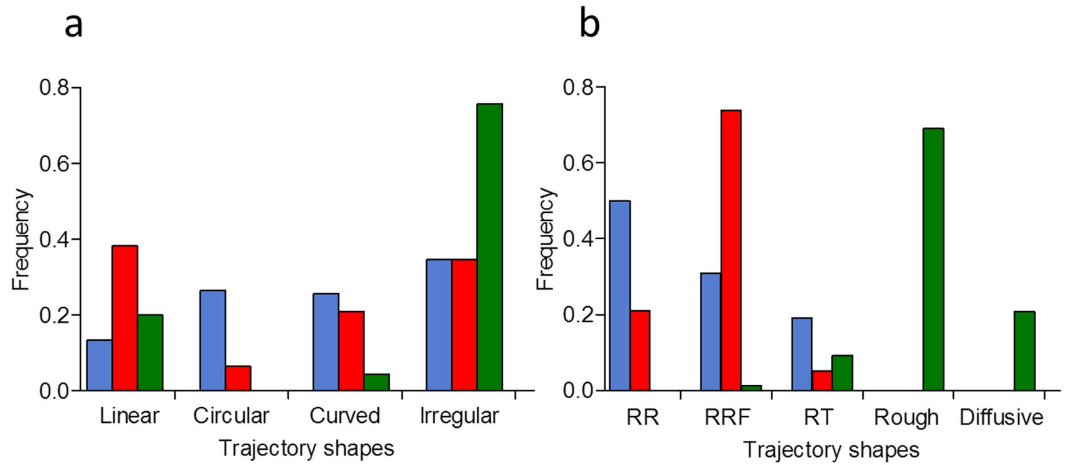 a
b
0.8
0.6
0.4
0.2
0.0
Frequency
Linear Circular Curved Irregular
Trajectory shapes
0.8
0.6
0.4
0.2
0.0
Frequency
RR RRF RT Rough Diffusive
Trajectory shapes